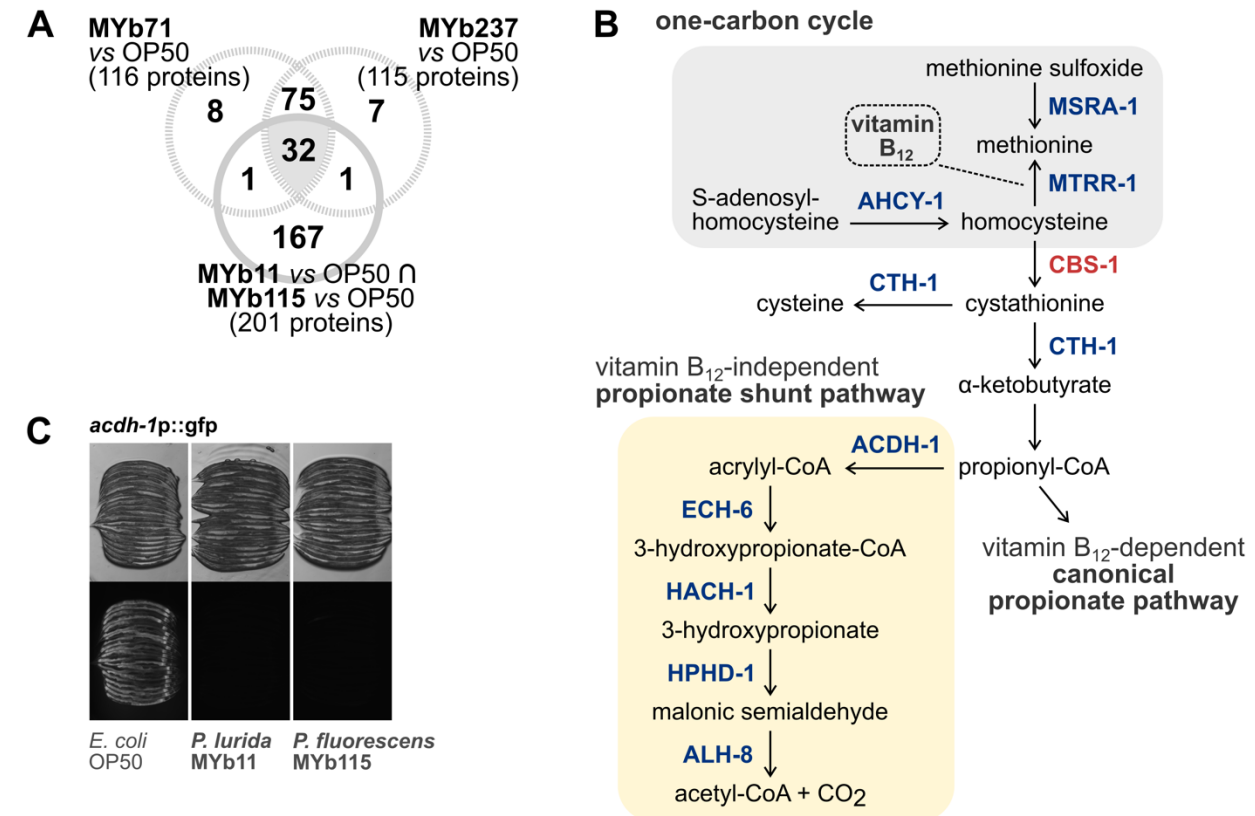 A
MYb71
vs OP50
(116 proteins)
MYb237
vs OP50
(115 proteins)
8
75
7
32
1
1
167
MYb11 vs OP50 ∩
MYb115 vs OP50
(201 proteins)
B
one-carbon cycle
methionine sulfoxide
MSRA-1
vitamin
B12
methionine
MTRR-1
S-adenosyl-
homocysteine
AHCY-1
homocysteine
CBS-1
CTH-1
cysteine
cystathionine
CTH-1
α-ketobutyrate
vitamin B12-independent
propionate shunt pathway
ACDH-1
acrylyl-CoA
propionyl-CoA
ECH-6
3-hydroxypropionate-CoA
vitamin B12-dependent
canonical
propionate pathway
HACH-1
3-hydroxypropionate
HPHD-1
malonic semialdehyde
ALH-8
acetyl-CoA + CO2
C
acdh-1p::gfp
E. coli
OP50
P. lurida
MYb11
P. fluorescens
MYb115